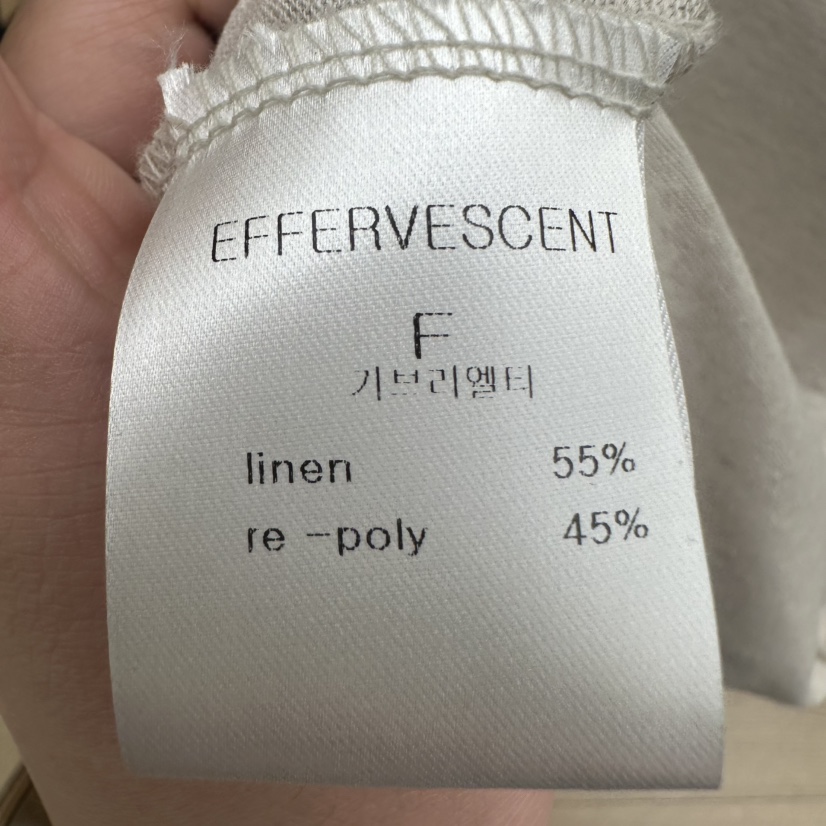 EFFERVESCENT
F
기브리엘티
linen 55%
re -poly 45%